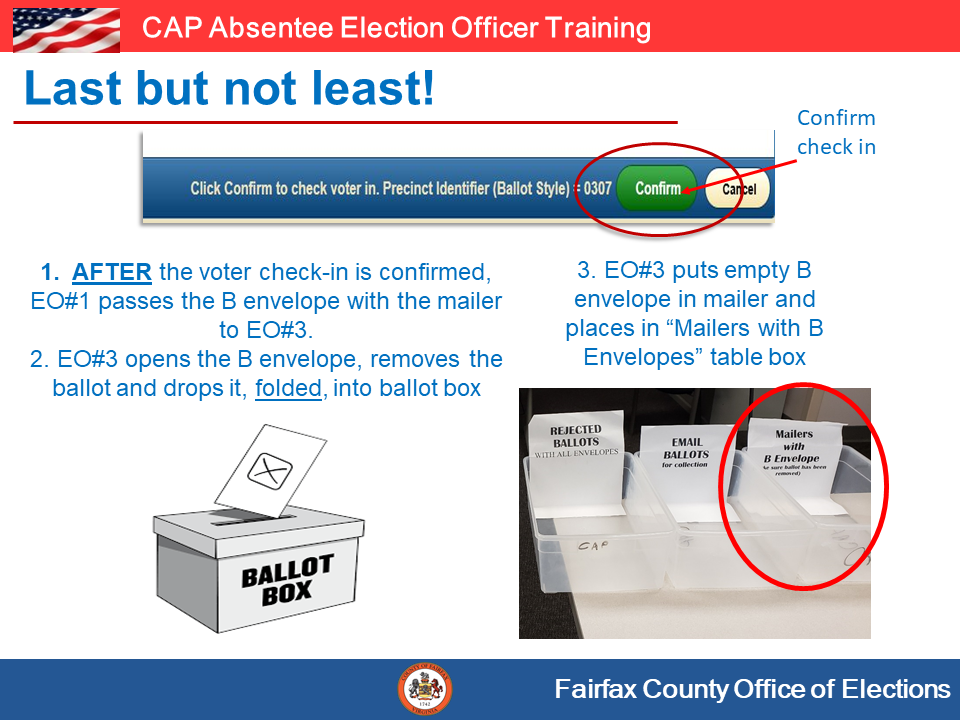 CAP Absentee Election Officer Training
Last but not least!
Confirm
check in
Click Confirm to check voter in. Precinct Identifier (Ballot Style) = 0307
Confirm
Cancel
1. AFTER the voter check-in is confirmed,
EO#1 passes the B envelope with the mailer
to EO#3.
2. EO#3 opens the B envelope, removes the
ballot and drops it, folded, into ballot box
3. EO#3 puts empty B
envelope in mailer and
places in “Mailers with B
Envelopes” table box
BALLOT
BOX
REJECTED
BALLOTS
WITH ALL ENVELOPES
EMAIL
BALLOTS
for collection
Mailers
with
B Envelope
sure ballot has been
removed)
CAP
COUNTY OF FAIRFAX
VIRGINIA
1742
Fairfax County Office of Elections